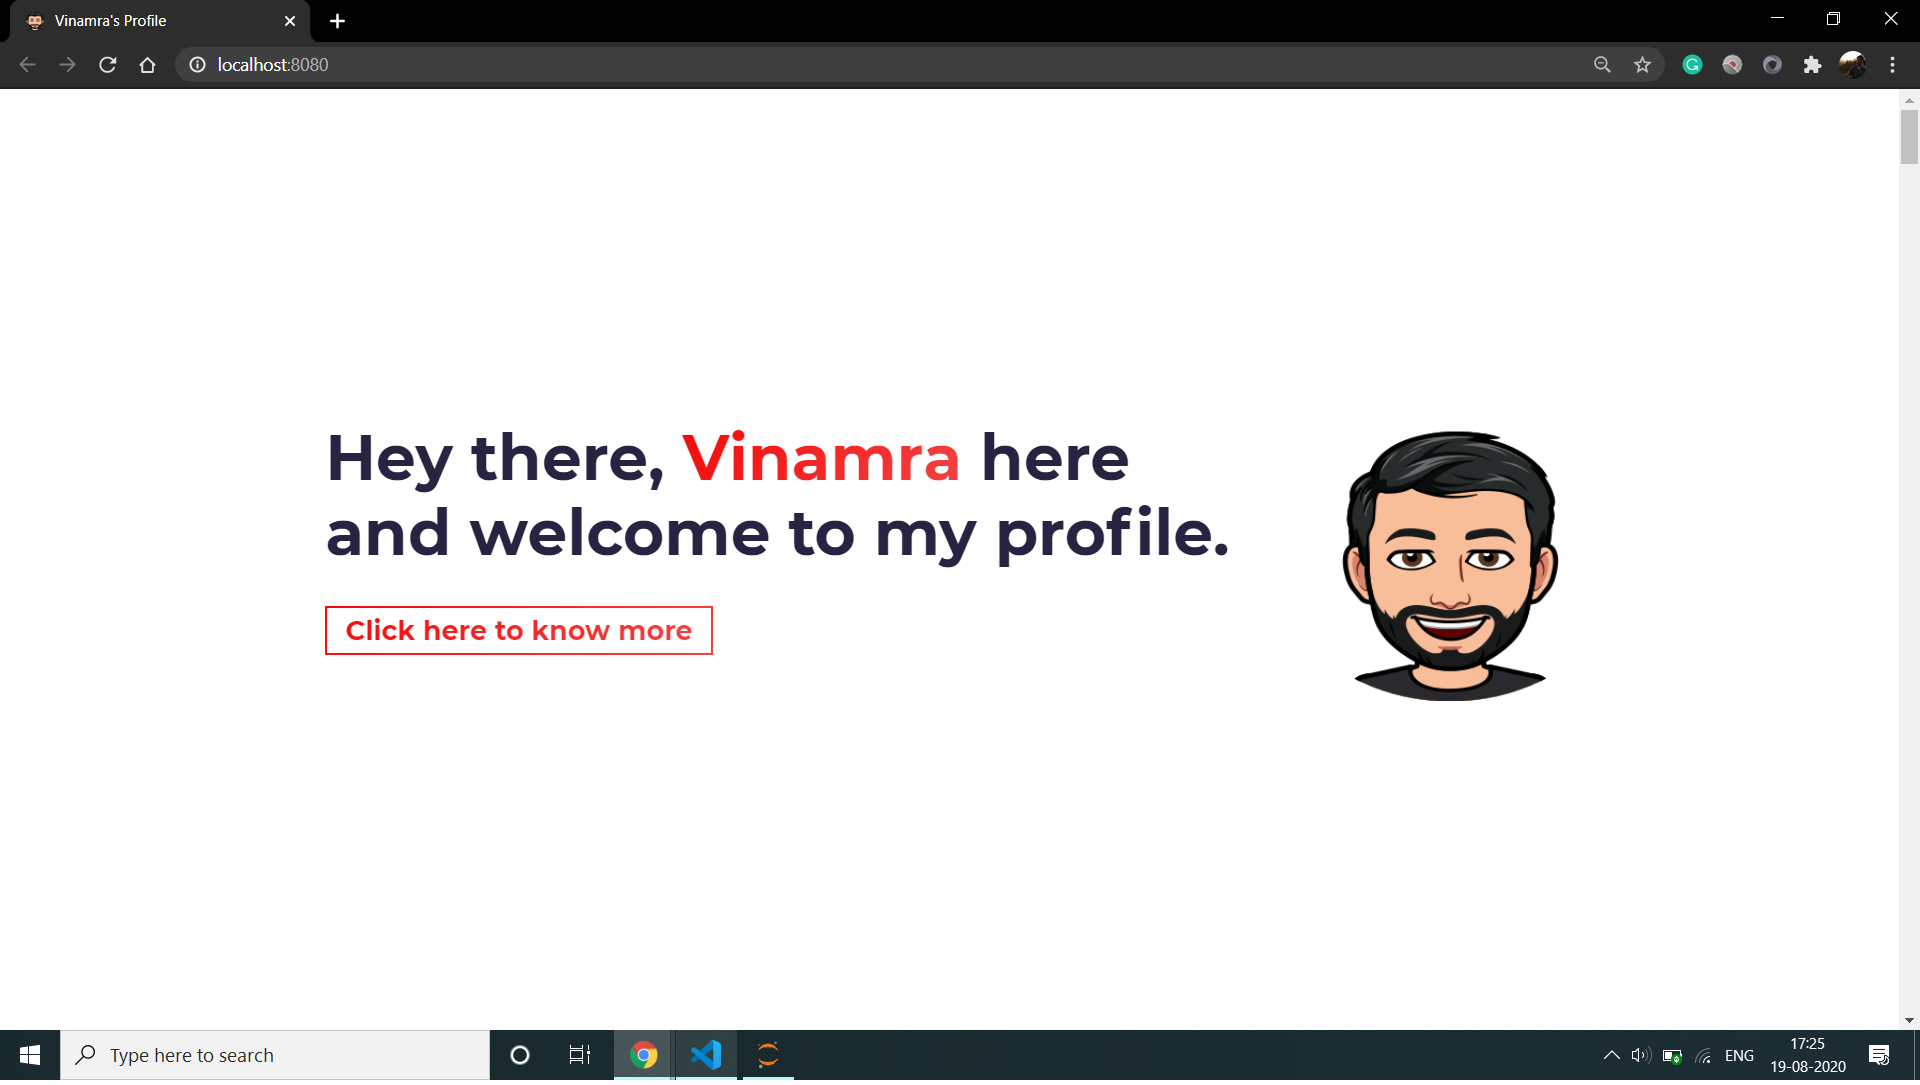 Vinamra's Profile
localhost:8080
Hey there, Vinamra here
and welcome to my profile.
Click here to know more
Type here to search
ENG
17:25
19-08-2020